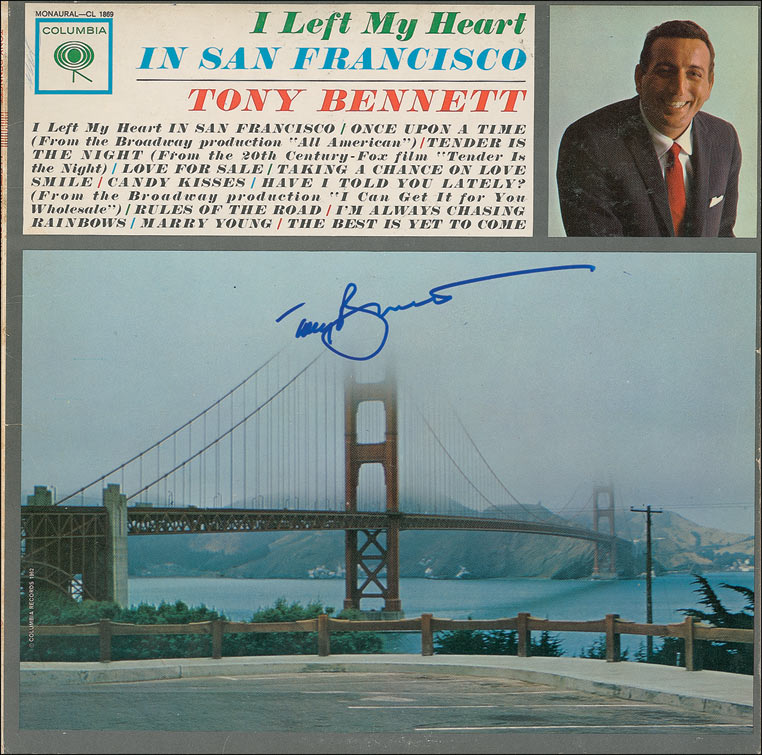 MONAURAL—CL 1869
COLUMBIA
I Left My Heart
IN SAN FRANCISCO
TONY BENNETT
I Left My Heart IN SAN FRANCISCO / ONCE UPON A TIME
(From the Broadway production "All American") / TENDER IS
THE NIGHT (From the 20th Century-Fox film "Tender Is
the Night) / LOVE FOR SALE / TAKING A CHANCE ON LOVE
SMILE / CANDY KISSES / HAVE I TOLD YOU LATELY?
(From the Broadway production "I Can Get It for You
Wholesale") / RULES OF THE ROAD / I'M ALWAYS CHASING
RAINBOWS / MARRY YOUNG / THE BEST IS YET TO COME
Tony Bennett
© COLUMBIA RECORDS 1962